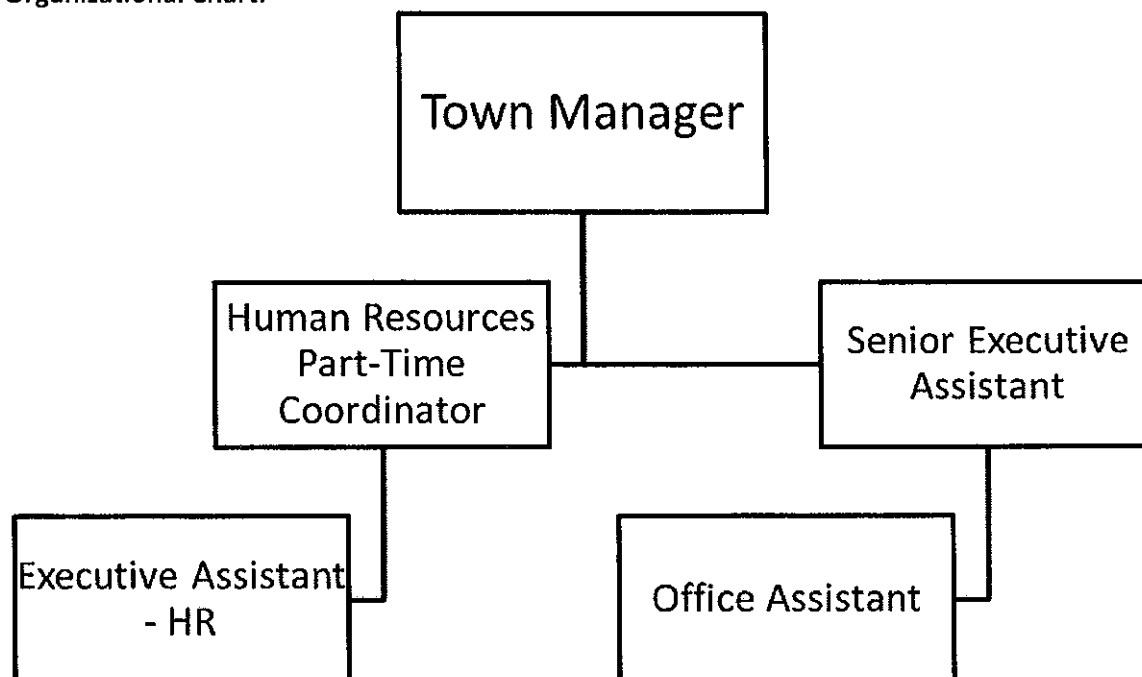 Organizational Chart:
Town Manager
Human Resources
Part-Time
Coordinator
Senior Executive
Assistant
Executive Assistant
- HR
Office Assistant